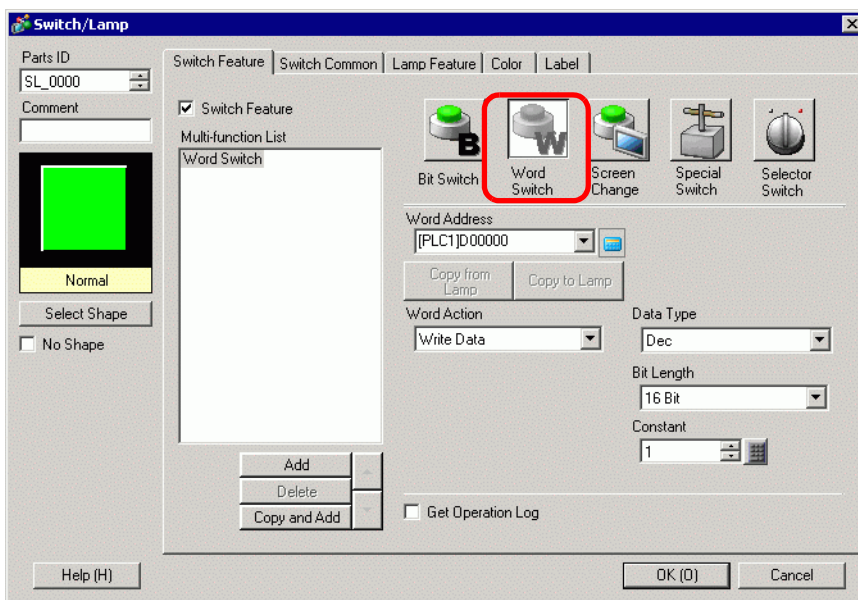 Switch/Lamp
Parts ID
SL_0000
Comment
Normal
Select Shape
No Shape
Switch Feature
Switch Common
Lamp Feature
Color
Label
Switch Feature
Multi-function List
Word Switch
Add
Delete
Copy and Add
B
Bit Switch
W
Word
Switch
Screen
Change
Special
Switch
Selector
Switch
Word Address
[PLC1]D00000
Copy from
Lamp
Copy to Lamp
Word Action
Write Data
Data Type
Dec
Bit Length
16 Bit
Constant
1
Get Operation Log
Help (H)
OK (O)
Cancel